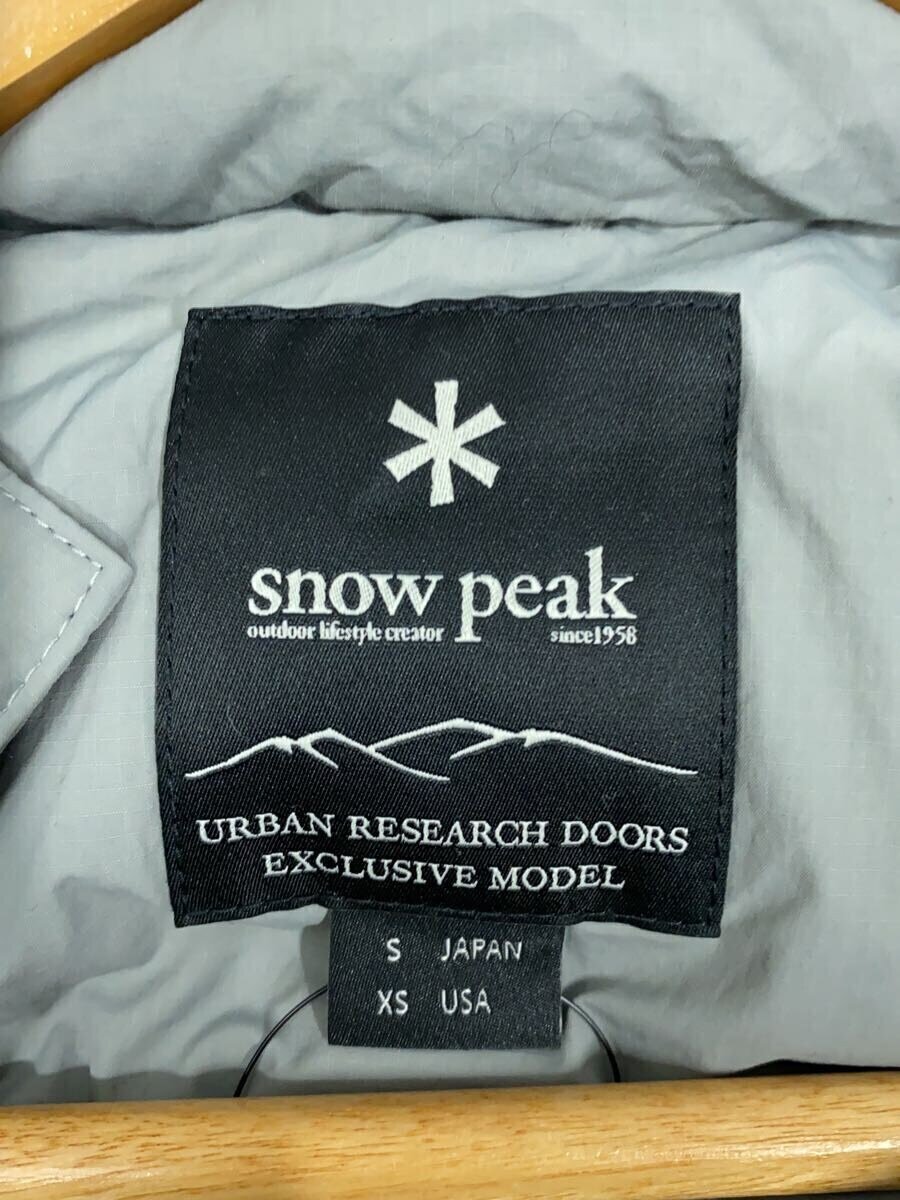 snow peak
outdoor lifestyle creator since1958
URBAN RESEARCH DOORS
EXCLUSIVE MODEL
S JAPAN
XS USA